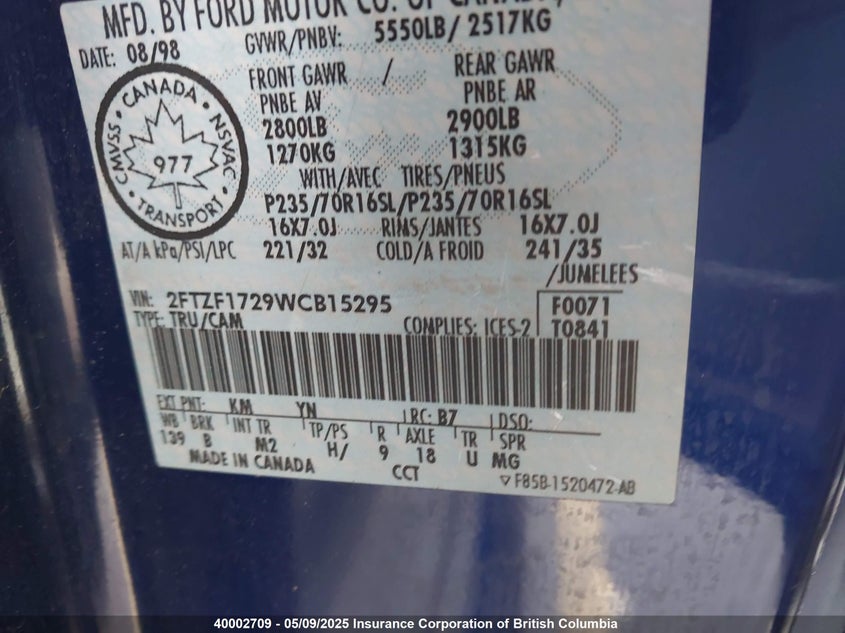 MFD. BY FORD MOTOR CO. OF CANADA,
DATE: 08/98 GVWR/PNBV: 5550LB/ 2517KG
FRONT GAWR / REAR GAWR
PNBE AV PNBE AR
2800LB 2900LB
1270KG 1315KG
CMVSS • CANADA • NSVAC
977
• TRANSPORT •
WITH/AVEC TIRES/PNEUS
P235/70R16SL/P235/70R16SL
16X7.0J RIMS/JANTES 16X7.0J
AT/A kPa/PSI/LPC 221/32 COLD/A FROID 241/35
/JUMELEES
VIN: 2FTZF1729WCB15295 F0071
TYPE: TRU/CAM COMPLIES: ICES-2 T0841
EXT PNT: KM YN RC: B7 DSO:
WB BRK INT TR TP/PS R AXLE TR SPR
139 B M2 H/ 9 18 U MG
MADE IN CANADA CCT ▽ F85B-1520472-AB
40002709 - 05/09/2025 Insurance Corporation of British Columbia